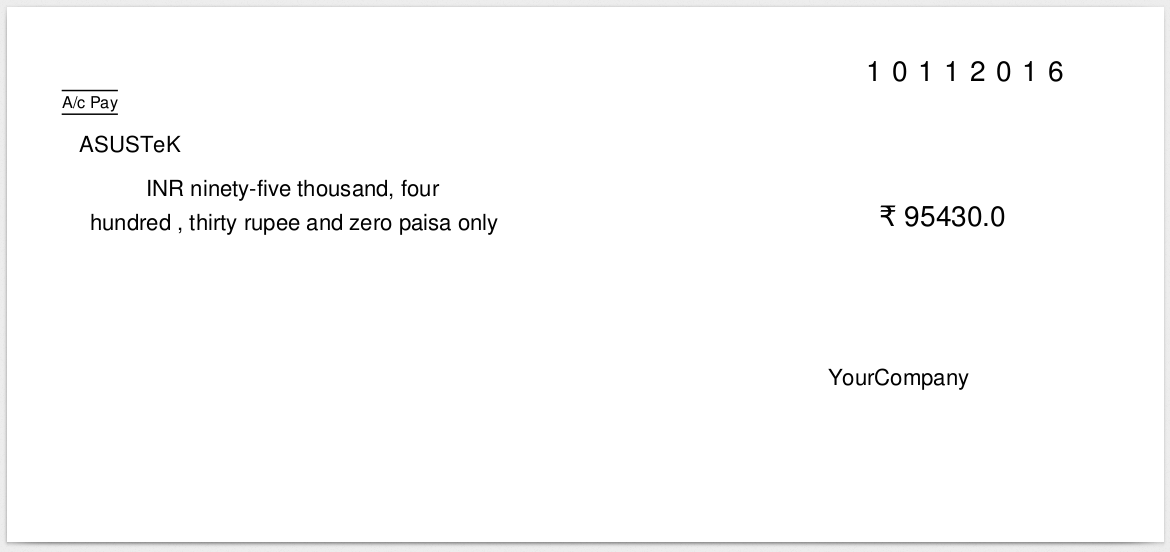 1 0 1 1 2 0 1 6
A/c Pay
ASUSTeK
INR ninety-five thousand, four
hundred , thirty rupee and zero paisa only
₹ 95430.0
YourCompany